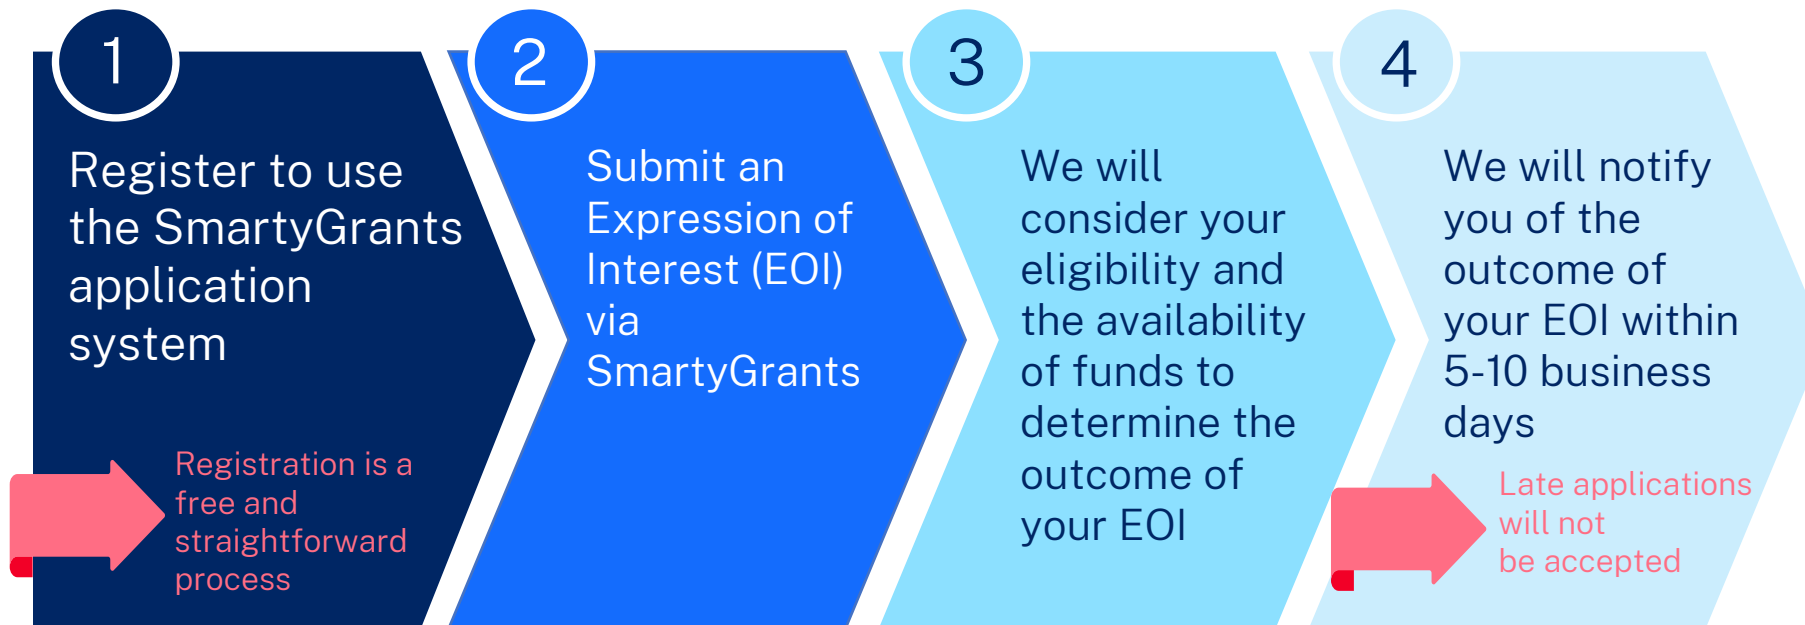 1
Register to use
the SmartyGrants
application
system
Registration is a
free and
straightforward
process
2
Submit an
Expression of
Interest (EOI)
via
SmartyGrants
3
We will
consider your
eligibility and
the availability
of funds to
determine the
outcome of
your EOI
4
We will notify
you of the
outcome of
your EOI within
5-10 business
days
Late applications
will not
be accepted